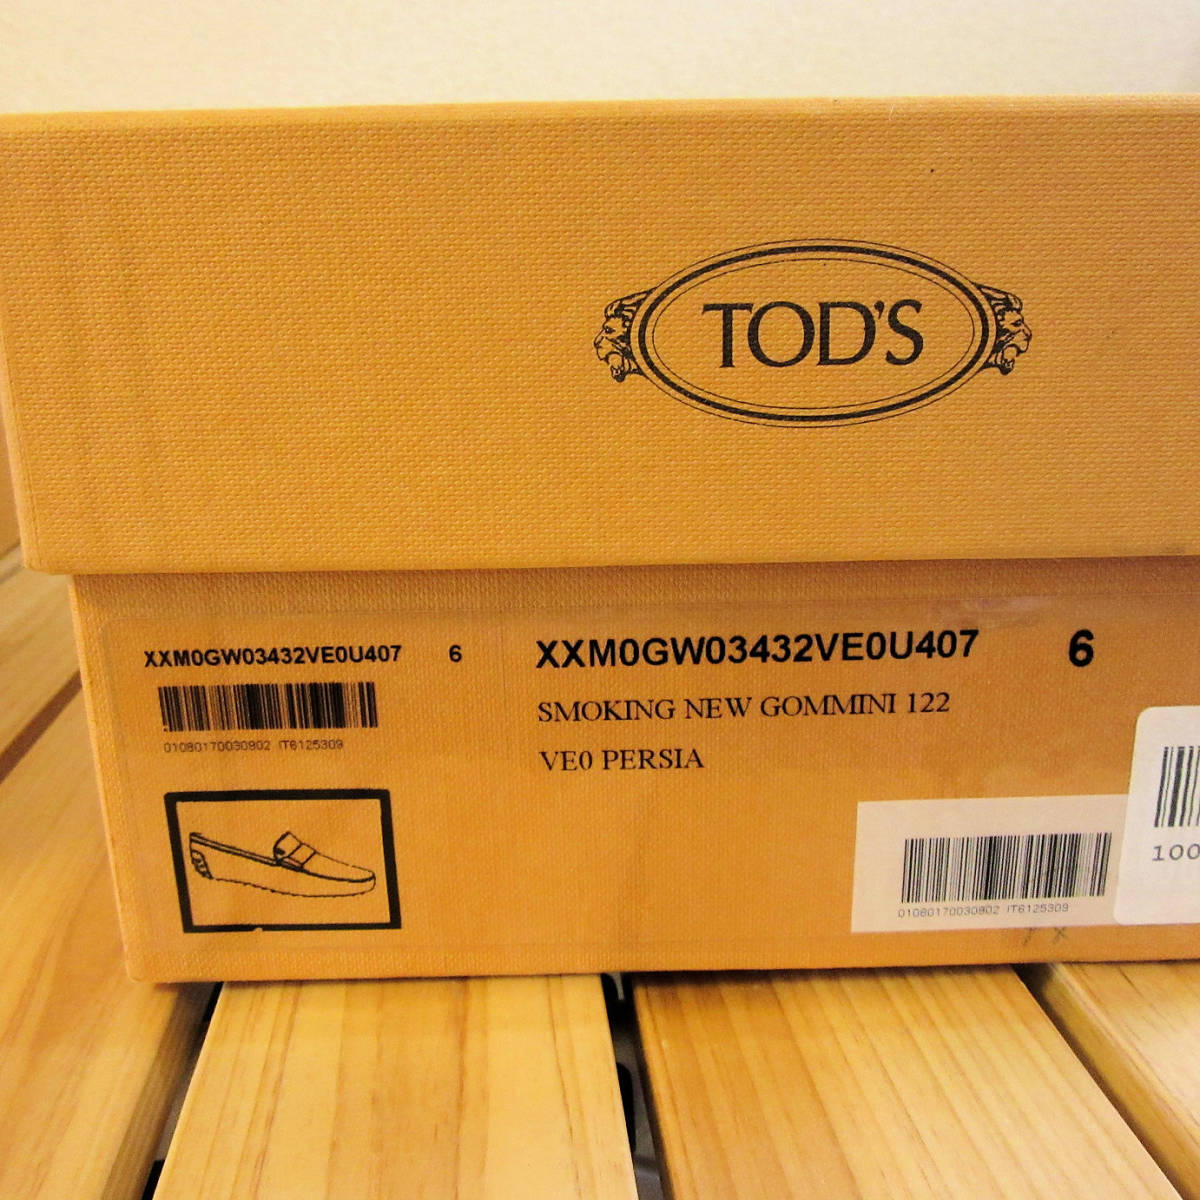 TOD'S
XXM0GW03432VE0U407 6
01080170030802 IT6125309
XXM0GW03432VE0U407 6
SMOKING NEW GOMMINI 122
VE0 PERSIA
01080170030802 IT6125309
100